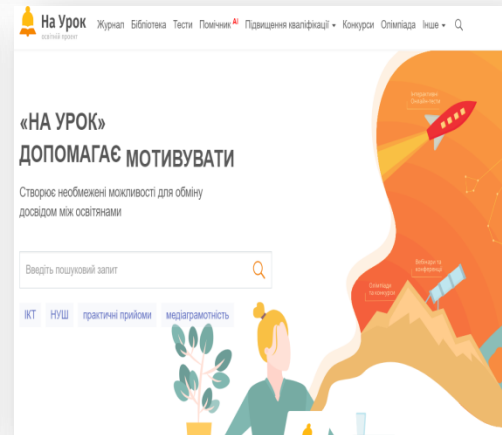 На Урок
освітній проект
Журнал Бібліотека Тести Помічник AI Підвищення кваліфікації Конкурси Олімпіада Інше
Інтерактивні
онлайн-тести
«НА УРОК»
ДОПОМАГАЄ МОТИВУВАТИ
Створює необмежені можливості для обміну
досвідом між освітянами
Вебінари та
конференції
Введіть пошуковий запит
Олімпіади
та конкурси
ІКТ НУШ практичні прийоми медіаграмотність